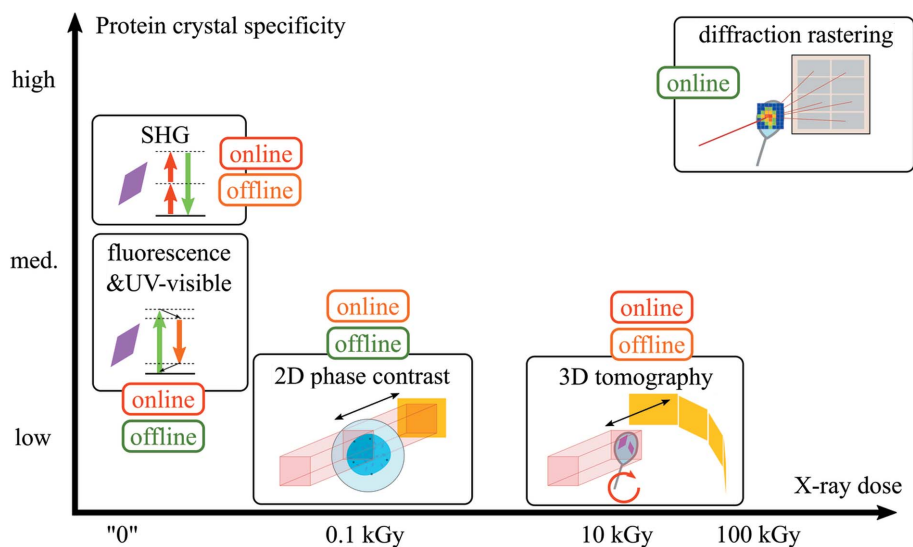 Protein crystal specificity
high
med.
low
SHG
online
offline
fluorescence
&UV-visible
online
offline
online
offline
2D phase contrast
online
offline
3D tomography
diffraction rastering
online
X-ray dose
"0"
0.1 kGy
10 kGy
100 kGy